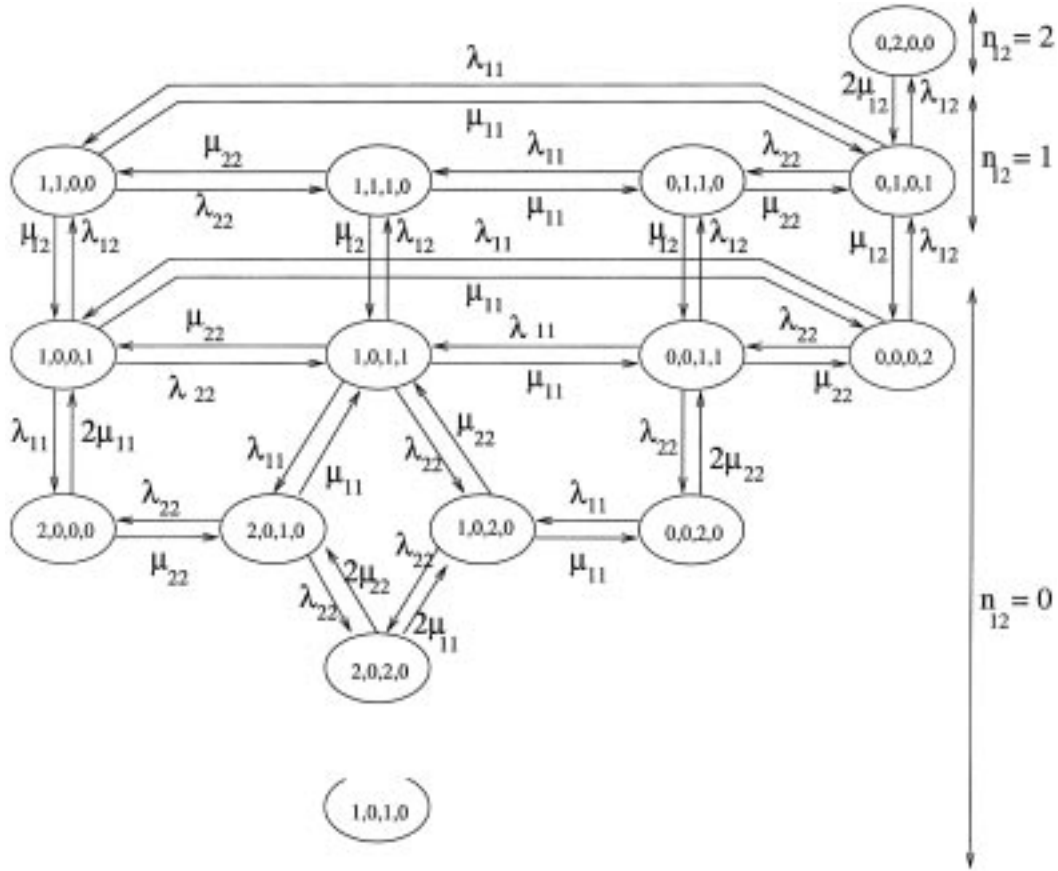 0,2,0,0
n12 = 2
λ11
2μ12 λ12
μ11
μ22 λ11 λ22
n12 = 1
1,1,0,0 1,1,1,0 0,1,1,0 0,1,0,1
λ22 μ11 μ22
μ12 λ12 μ12 λ12 λ11 μ12 λ12 μ12 λ12
μ11
μ22 λ 11 λ22
1,0,0,1 1,0,1,1 0,0,1,1 0,0,0,2
λ 22 μ11 μ22
λ11 2μ11 λ11 λ22 μ22 λ22 2μ22
μ11
λ22 λ11
2,0,0,0 2,0,1,0 1,0,2,0 0,0,2,0
μ22 λ22 2μ22 λ22 μ11
2μ11
n12 = 0
2,0,2,0
1,0,1,0